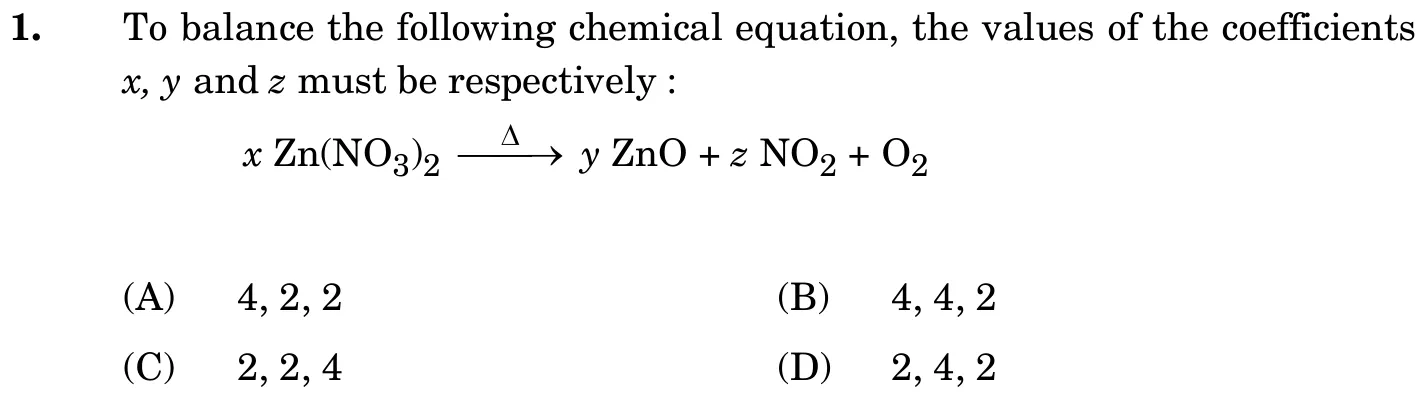 1. To balance the following chemical equation, the values of the coefficients
x, y and z must be respectively :
x Zn(NO₃)₂ —Δ→ y ZnO + z NO₂ + O₂
(A) 4, 2, 2 (B) 4, 4, 2
(C) 2, 2, 4 (D) 2, 4, 2